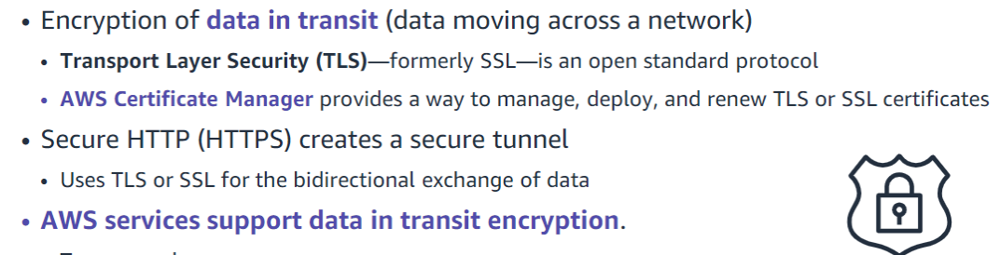 • Encryption of data in transit (data moving across a network)
• Transport Layer Security (TLS)—formerly SSL—is an open standard protocol
• AWS Certificate Manager provides a way to manage, deploy, and renew TLS or SSL certificates
• Secure HTTP (HTTPS) creates a secure tunnel
• Uses TLS or SSL for the bidirectional exchange of data
• AWS services support data in transit encryption.